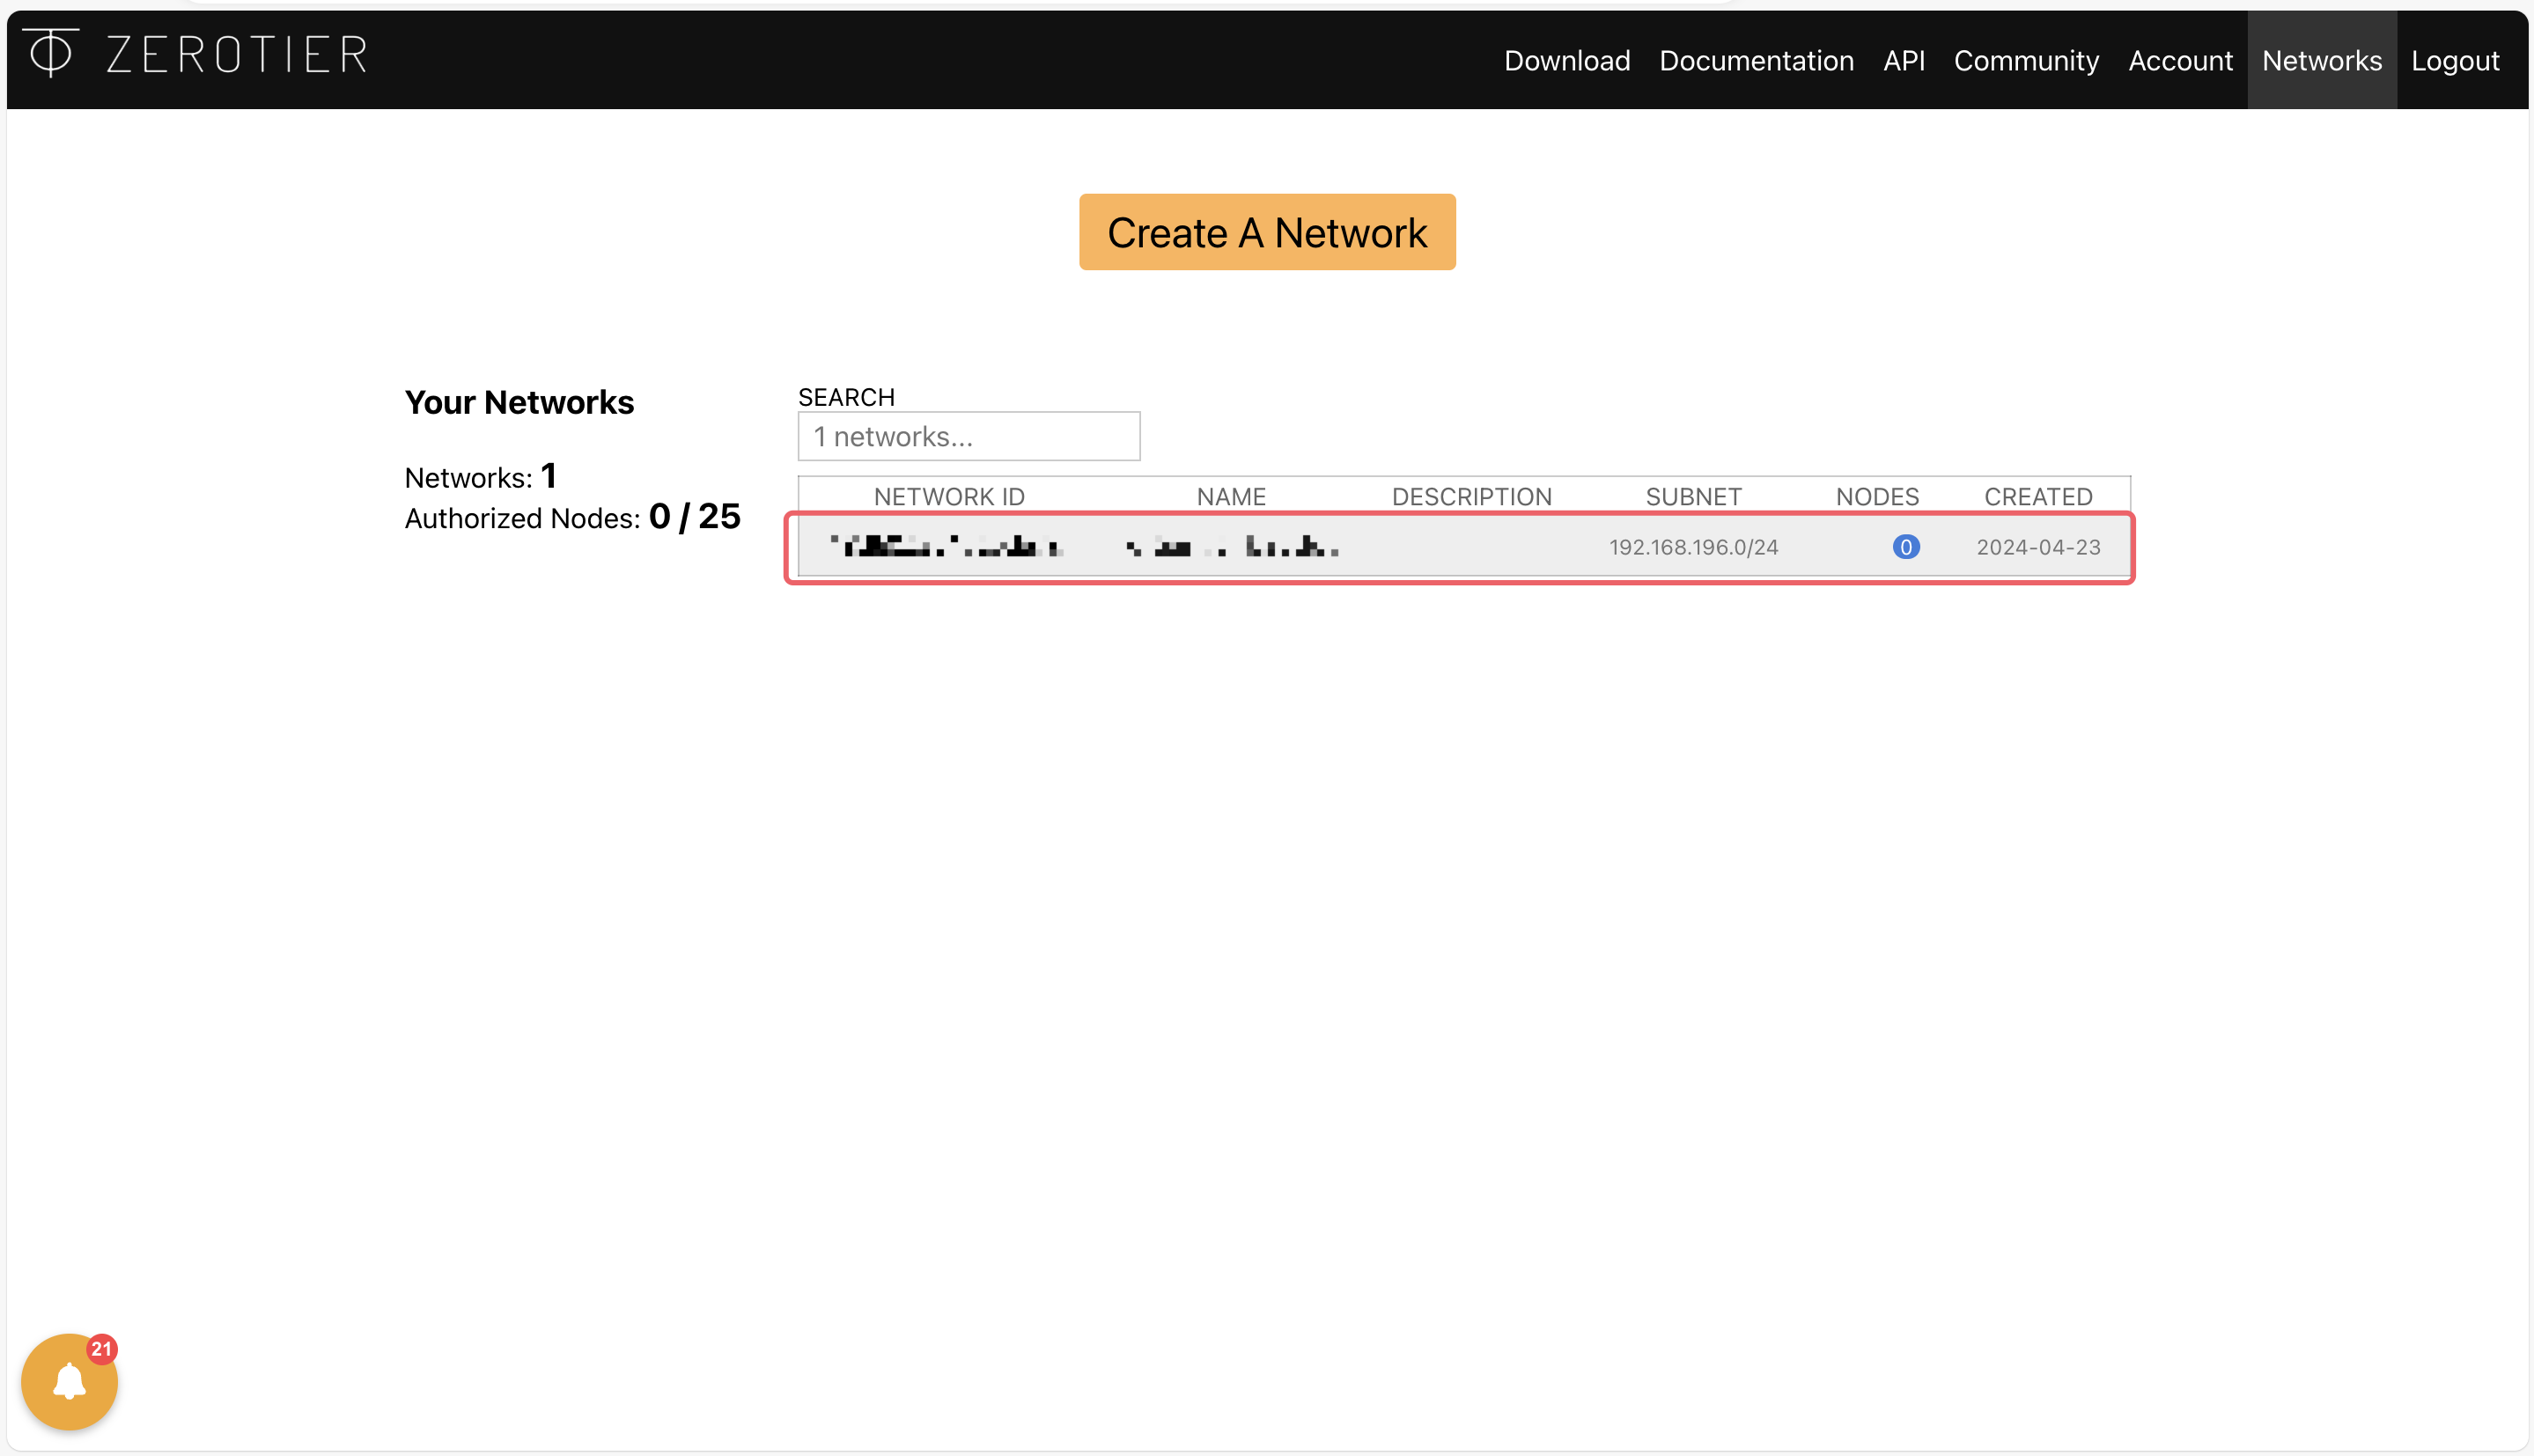 ZEROTIER
Download Documentation API Community Account Networks Logout
Create A Network
Your Networks
Networks: 1
Authorized Nodes: 0 / 25
SEARCH
1 networks...
NETWORK ID NAME DESCRIPTION SUBNET NODES CREATED
192.168.196.0/24 0 2024-04-23
21